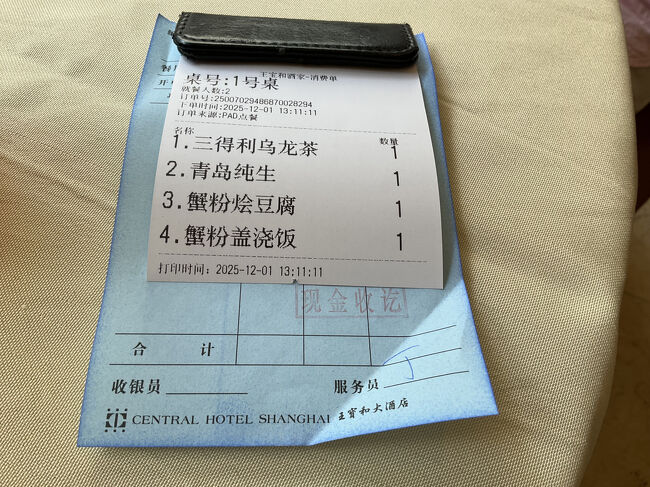 王宝和酒家-消费单
桌号:1号桌
就餐人数:2
订单号:25007029486870028294
下单时间:2025-12-01 13:11:11
订单来源:PAD点餐
名称 数量
1.三得利乌龙茶 1
2.青岛纯生 1
3.蟹粉烩豆腐 1
4.蟹粉盖浇饭 1
打印时间:2025-12-01 13:11:11
现金收讫
合 计
收银员 服务员
CENTRAL HOTEL SHANGHAI 王宝和大酒店